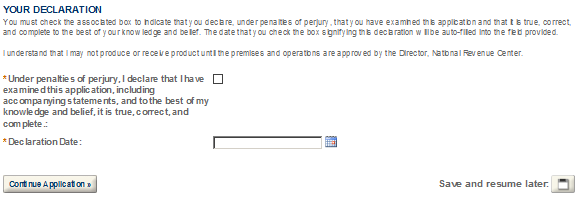 YOUR DECLARATION
You must check the associated box to indicate that you declare, under penalties of perjury, that you have examined this application and that it is true, correct,
and complete to the best of your knowledge and belief. The date that you check the box signifying this declaration will be auto-filled into the field provided.
I understand that I may not produce or receive product until the premises and operations are approved by the Director, National Revenue Center.
*Under penalties of perjury, I declare that I have
examined this application, including
accompanying statements, and to the best of my
knowledge and belief, it is true, correct, and
complete.:
*Declaration Date:
Continue Application »
Save and resume later: